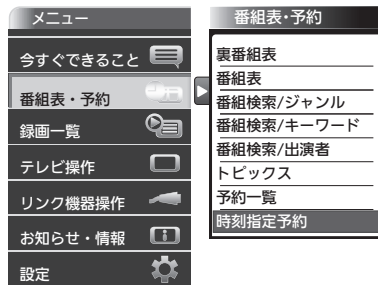 メニュー
今すぐできること
番組表・予約
録画一覧
テレビ操作
リンク機器操作
お知らせ・情報
設定
番組表・予約
裏番組表
番組表
番組検索/ジャンル
番組検索/キーワード
番組検索/出演者
トピックス
予約一覧
時刻指定予約